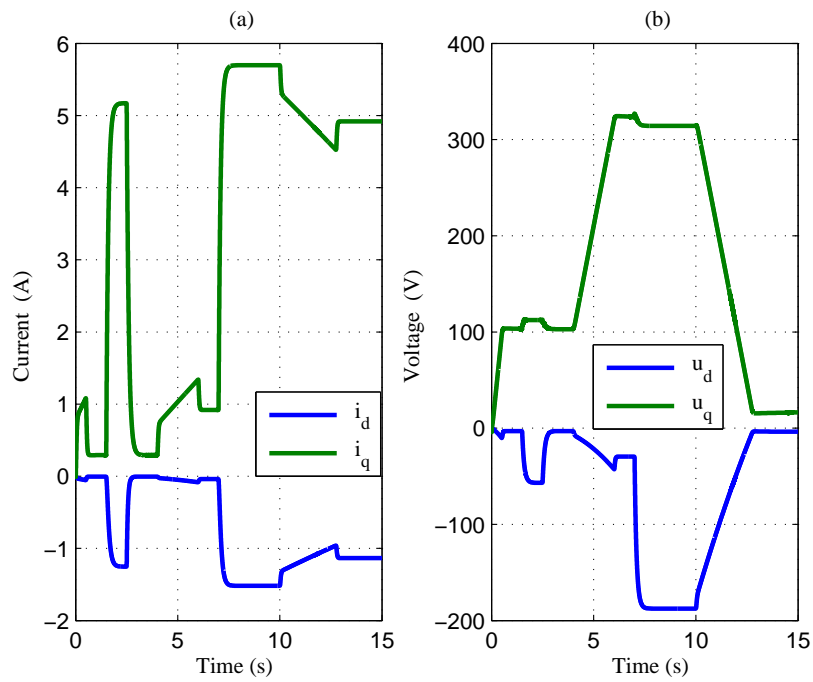 (a)
6
5
4
3
2
1
0
−1
−2
0
5
10
15
Current (A)
Time (s)
i_d
i_q
(b)
400
300
200
100
0
−100
−200
0
5
10
15
Voltage (V)
Time (s)
u_d
u_q